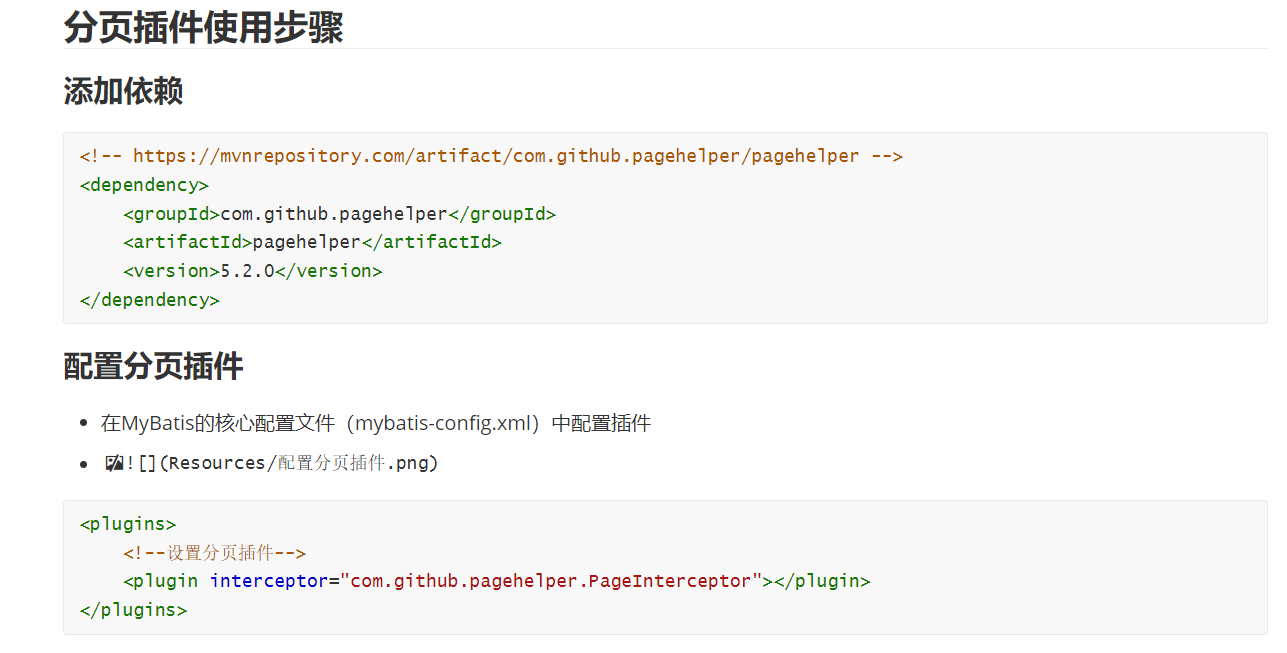 分页插件使用步骤
添加依赖
<!-- https://mvnrepository.com/artifact/com.github.pagehelper/pagehelper -->
<dependency>
    <groupId>com.github.pagehelper</groupId>
    <artifactId>pagehelper</artifactId>
    <version>5.2.0</version>
</dependency>
配置分页插件
• 在MyBatis的核心配置文件（mybatis-config.xml）中配置插件
• ![](Resources/配置分页插件.png)
<plugins>
    <!--设置分页插件-->
    <plugin interceptor="com.github.pagehelper.PageInterceptor"></plugin>
</plugins>